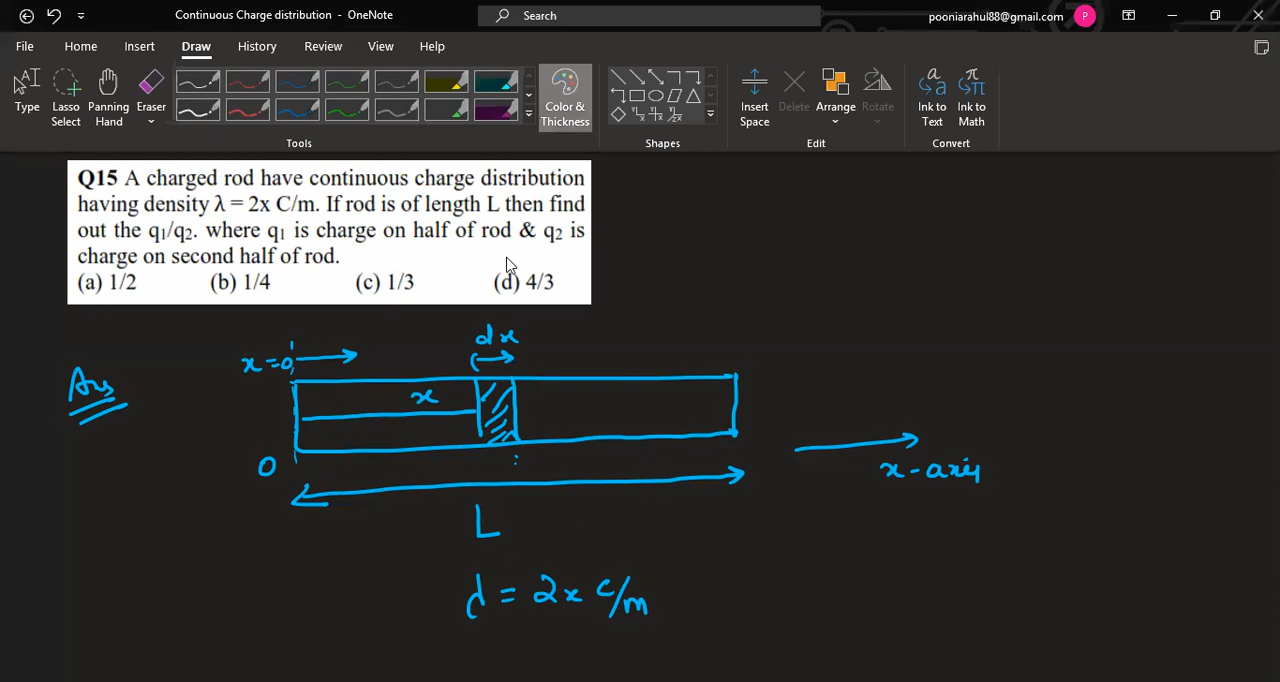 Continuous Charge distribution - OneNote
Search
pooniarahul88@gmail.com
P
File Home Insert Draw History Review View Help
Type
Lasso Select
Panning Hand
Eraser
Color & Thickness
Insert Space
Delete
Arrange
Rotate
Ink to Text
Ink to Math
Tools
Shapes
Edit
Convert
Q15 A charged rod have continuous charge distribution
having density λ = 2x C/m. If rod is of length L then find
out the q₁/q₂. where q₁ is charge on half of rod & q₂ is
charge on second half of rod.
(a) 1/2 (b) 1/4 (c) 1/3 (d) 4/3
Ans
x=0
dx
x
0
L
x-axis
d = 2x C/m